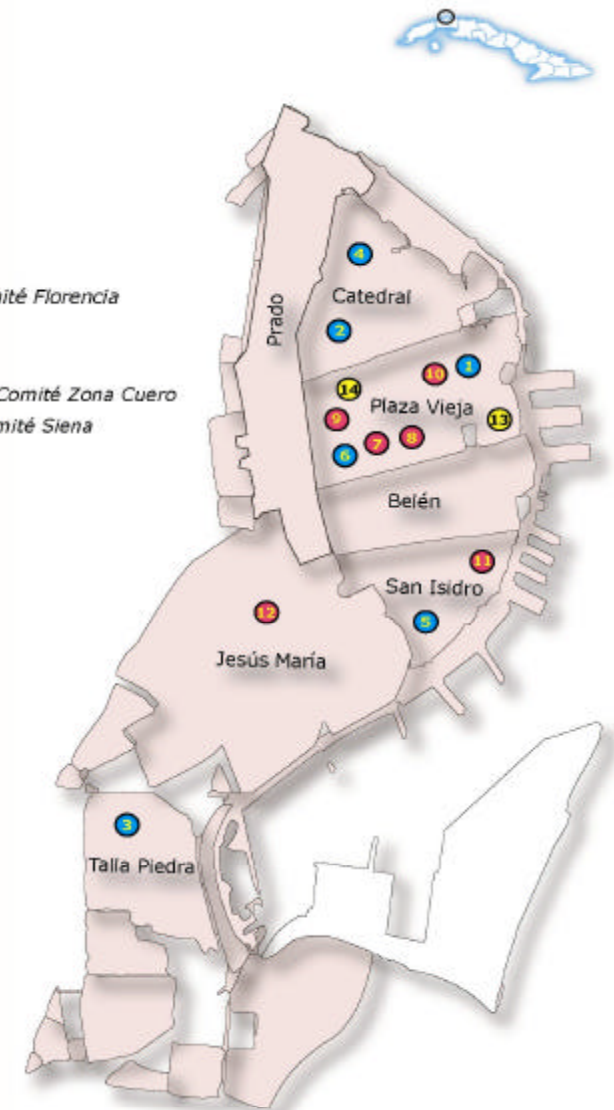 ité Florencia
Comité Zona Cuero
mité Siena
Prado
4
Catedral
2
1
10
14
Plaza Vieja
9
13
8
7
6
Belén
11
San Isidro
5
12
Jesús María
3
Talla Piedra